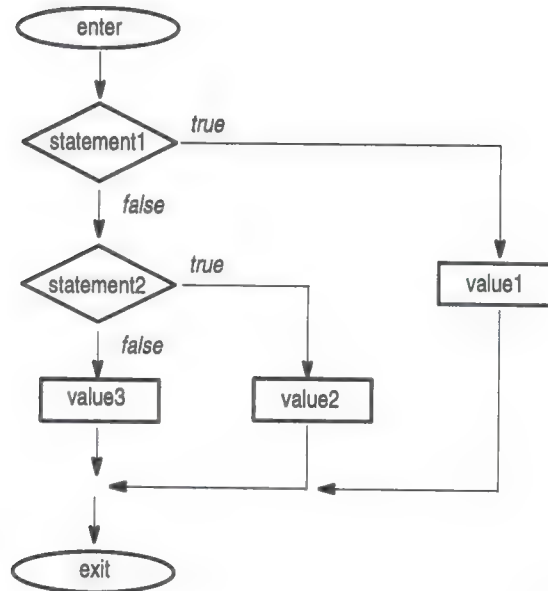 enter
statement1
true
false
statement2
true
value1
false
value3
value2
exit